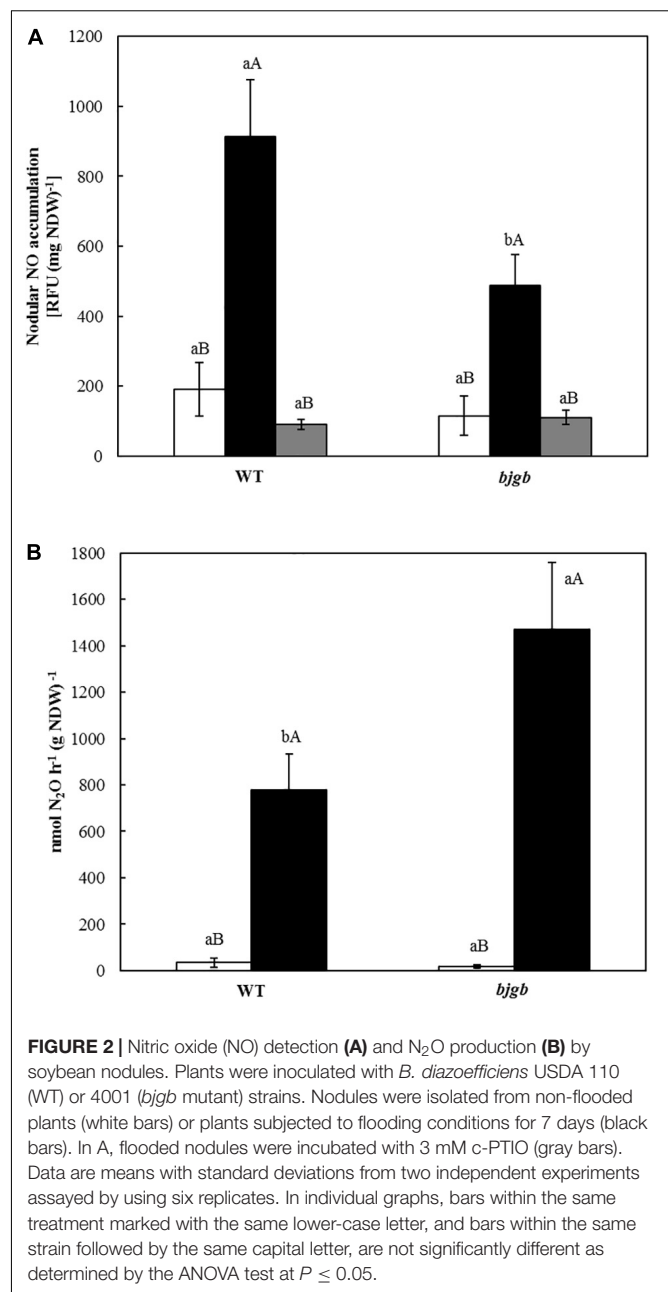 A
1200
1000
800
600
400
200
0
Nodular NO accumulation
[RFU (mg NDW)-1]
aA
bA
aB
aB
aB
aB
WT
bjgb
B
1800
1600
1400
1200
1000
800
600
400
200
0
nmol N2O h-1 (g NDW)-1
aA
bA
aB
aB
WT
bjgb
FIGURE 2 | Nitric oxide (NO) detection (A) and N2O production (B) by
soybean nodules. Plants were inoculated with B. diazoefficiens USDA 110
(WT) or 4001 (bjgb mutant) strains. Nodules were isolated from non-flooded
plants (white bars) or plants subjected to flooding conditions for 7 days (black
bars). In A, flooded nodules were incubated with 3 mM c-PTIO (gray bars).
Data are means with standard deviations from two independent experiments
assayed by using six replicates. In individual graphs, bars within the same
treatment marked with the same lower-case letter, and bars within the same
strain followed by the same capital letter, are not significantly different as
determined by the ANOVA test at P ≤ 0.05.